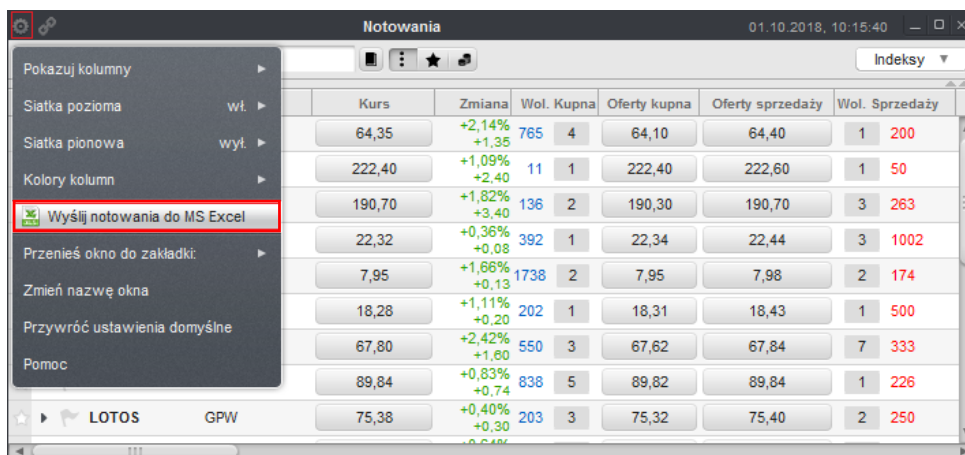 Notowania 01.10.2018, 10:15:40
Indeksy
Pokazuj kolumny
Siatka pozioma wł.
Siatka pionowa wył.
Kolory kolumn
Wyślij notowania do MS Excel
Przenieś okno do zakładki:
Zmień nazwę okna
Przywróć ustawienia domyślne
Pomoc
Kurs Zmiana Wol. Kupna Oferty kupna Oferty sprzedaży Wol. Sprzedaży
64,35 +2,14% +1,35 765 4 64,10 64,40 1 200
222,40 +1,09% +2,40 11 1 222,40 222,60 1 50
190,70 +1,82% +3,40 136 2 190,30 190,70 3 263
22,32 +0,36% +0,08 392 1 22,34 22,44 3 1002
7,95 +1,66% +0,13 1738 2 7,95 7,98 2 174
18,28 +1,11% +0,20 202 1 18,31 18,43 1 500
67,80 +2,42% +1,60 550 3 67,62 67,84 7 333
89,84 +0,83% +0,74 838 5 89,82 89,84 1 226
LOTOS GPW 75,38 +0,40% +0,30 203 3 75,32 75,40 2 250